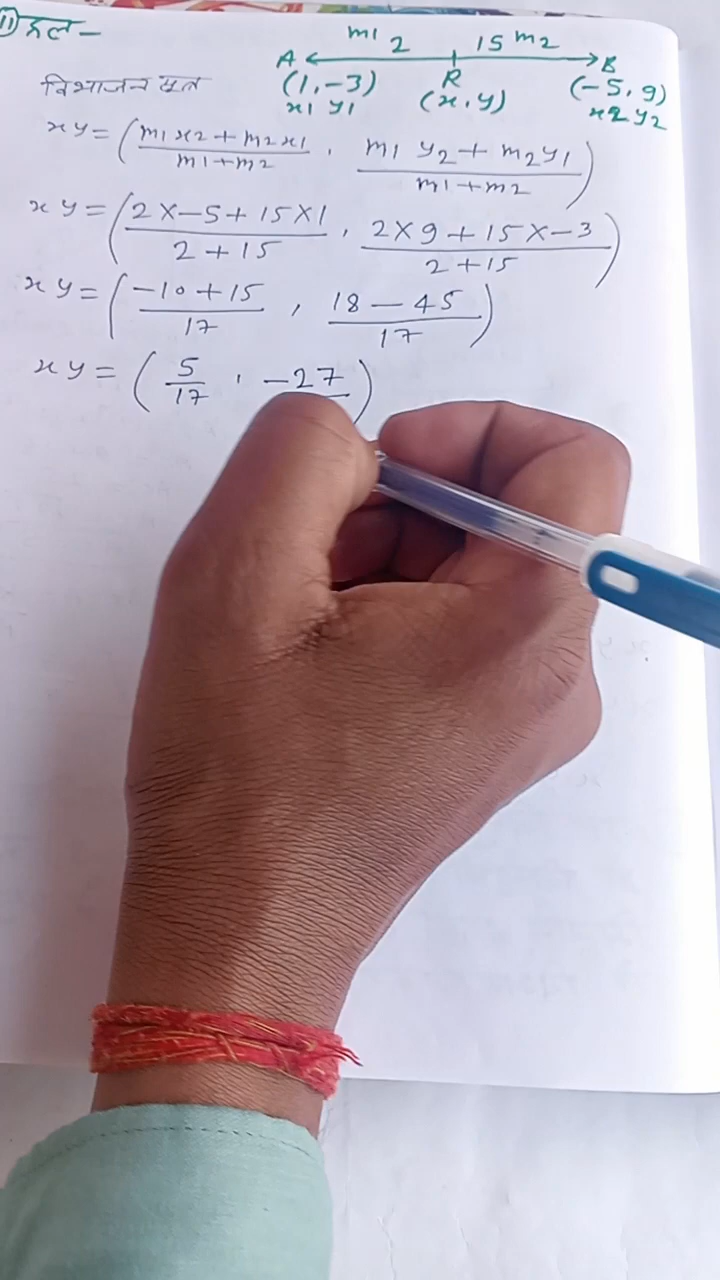 11) हल –
m1 2 15 m2
A R B
(1,-3) (x,y) (-5,9)
x1 y1 x2 y2
विभाजन सूत्र
xy = (m1x2+m2x1/m1+m2 , m1 y2+m2y1/m1+m2)
xy = (2×-5+15×1/2+15 , 2×9+15×-3/2+15)
xy = (-10+15/17 , 18-45/17)
xy = (5/17 , -27)